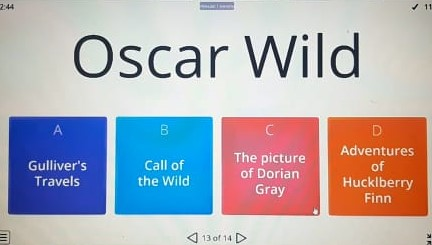 2:44
✓ 11
Oscar Wild
A
Gulliver's
Travels
B
Call of
the Wild
C
The picture
of Dorian
Gray
D
Adventures
of
Hucklberry
Finn
13 of 14